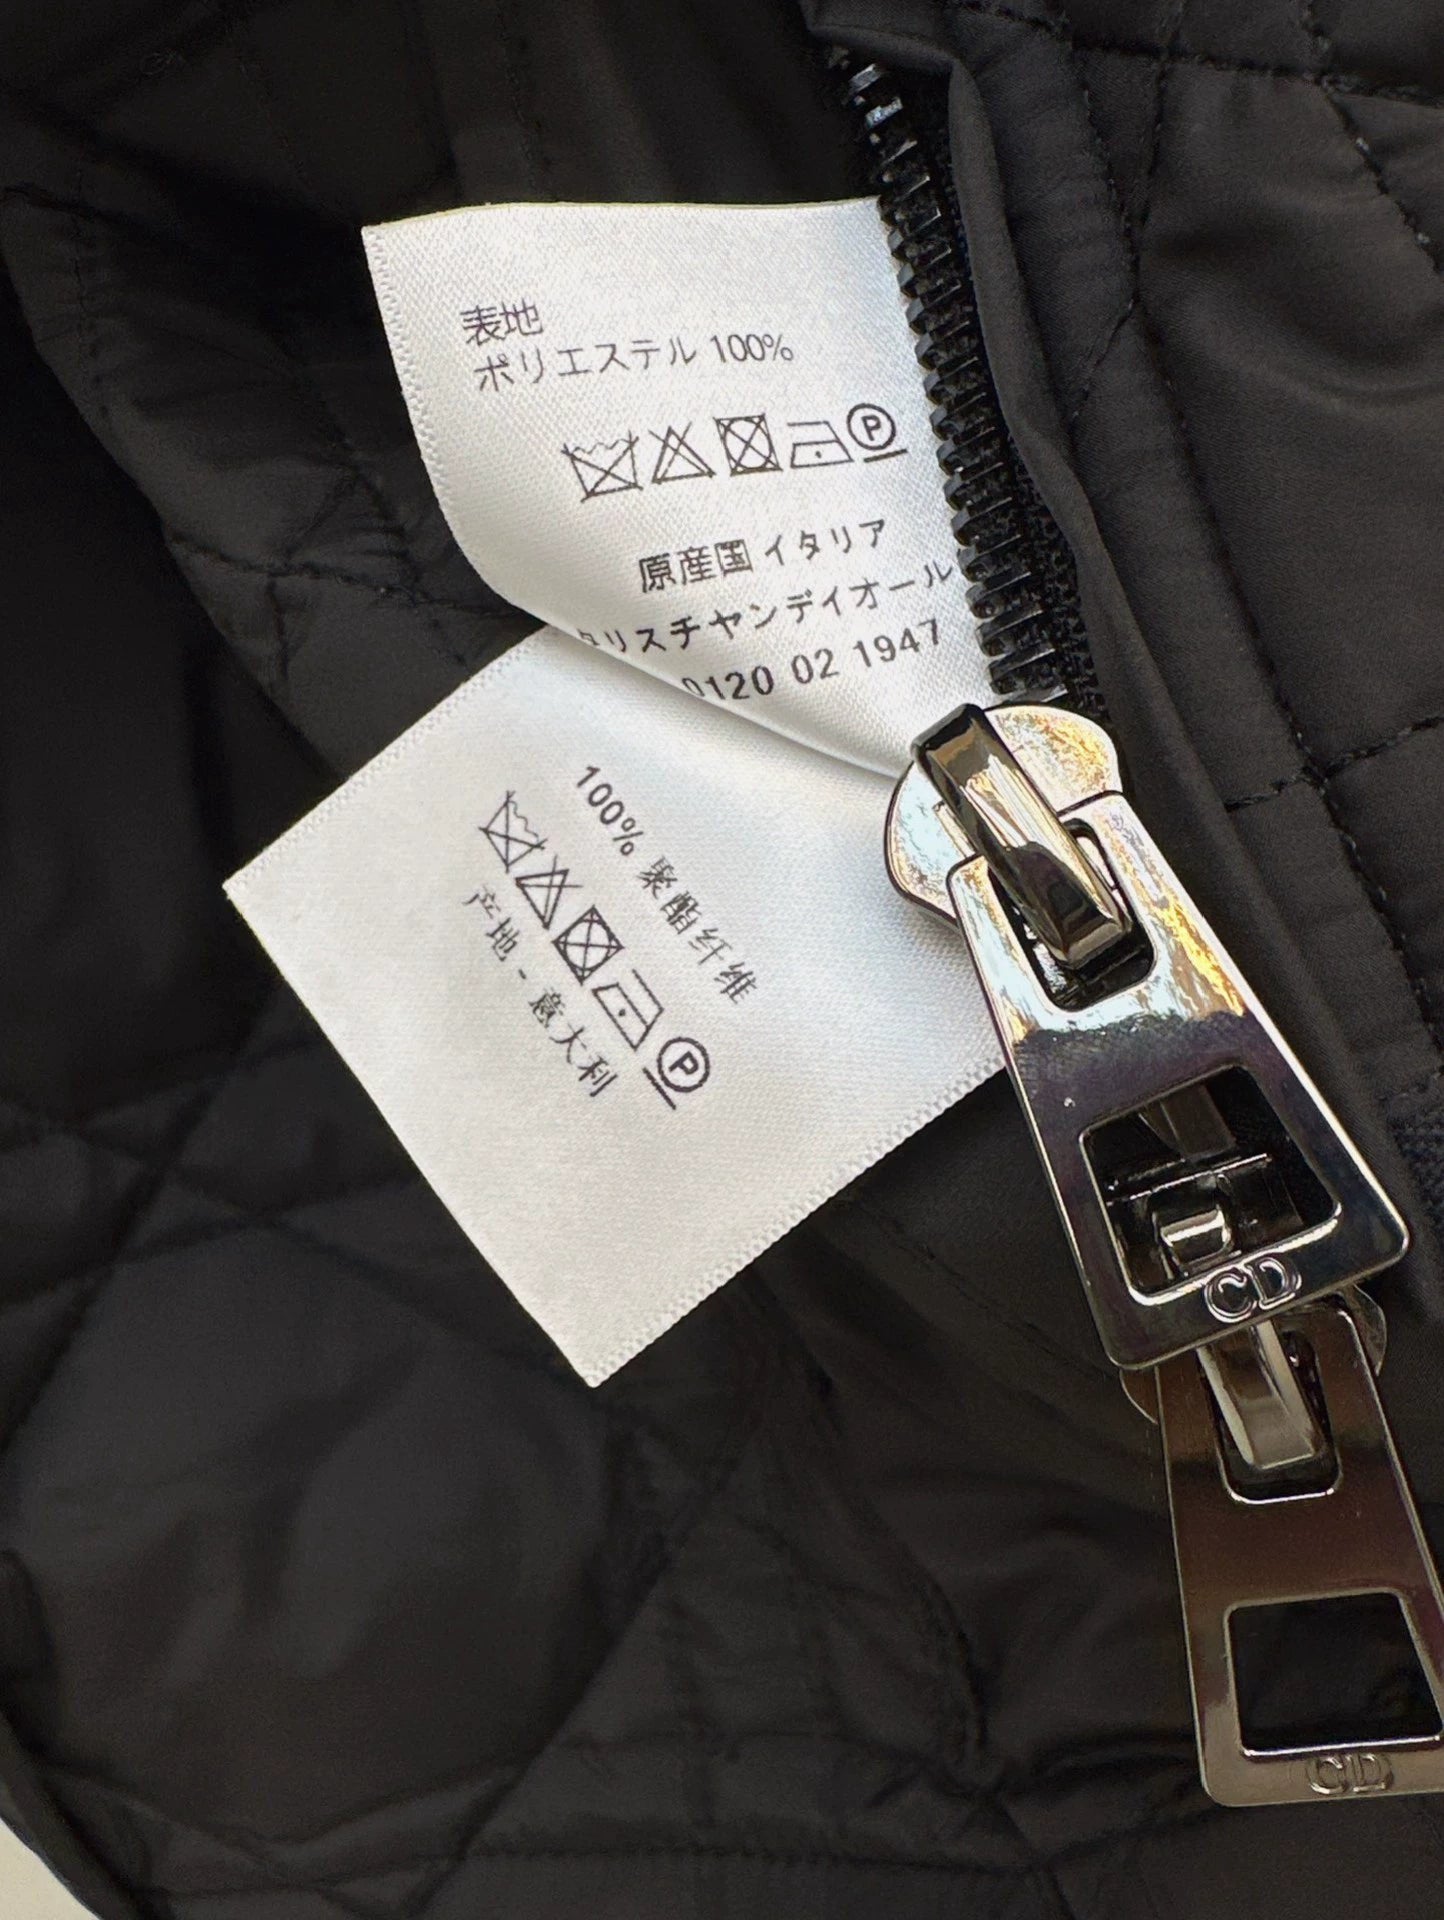 表地
ポリエステル 100%
P
原産国 イタリア
クリスチャンディオール
0120 02 1947
100% 聚酯纤维
P
产地 - 意大利
CD
CD